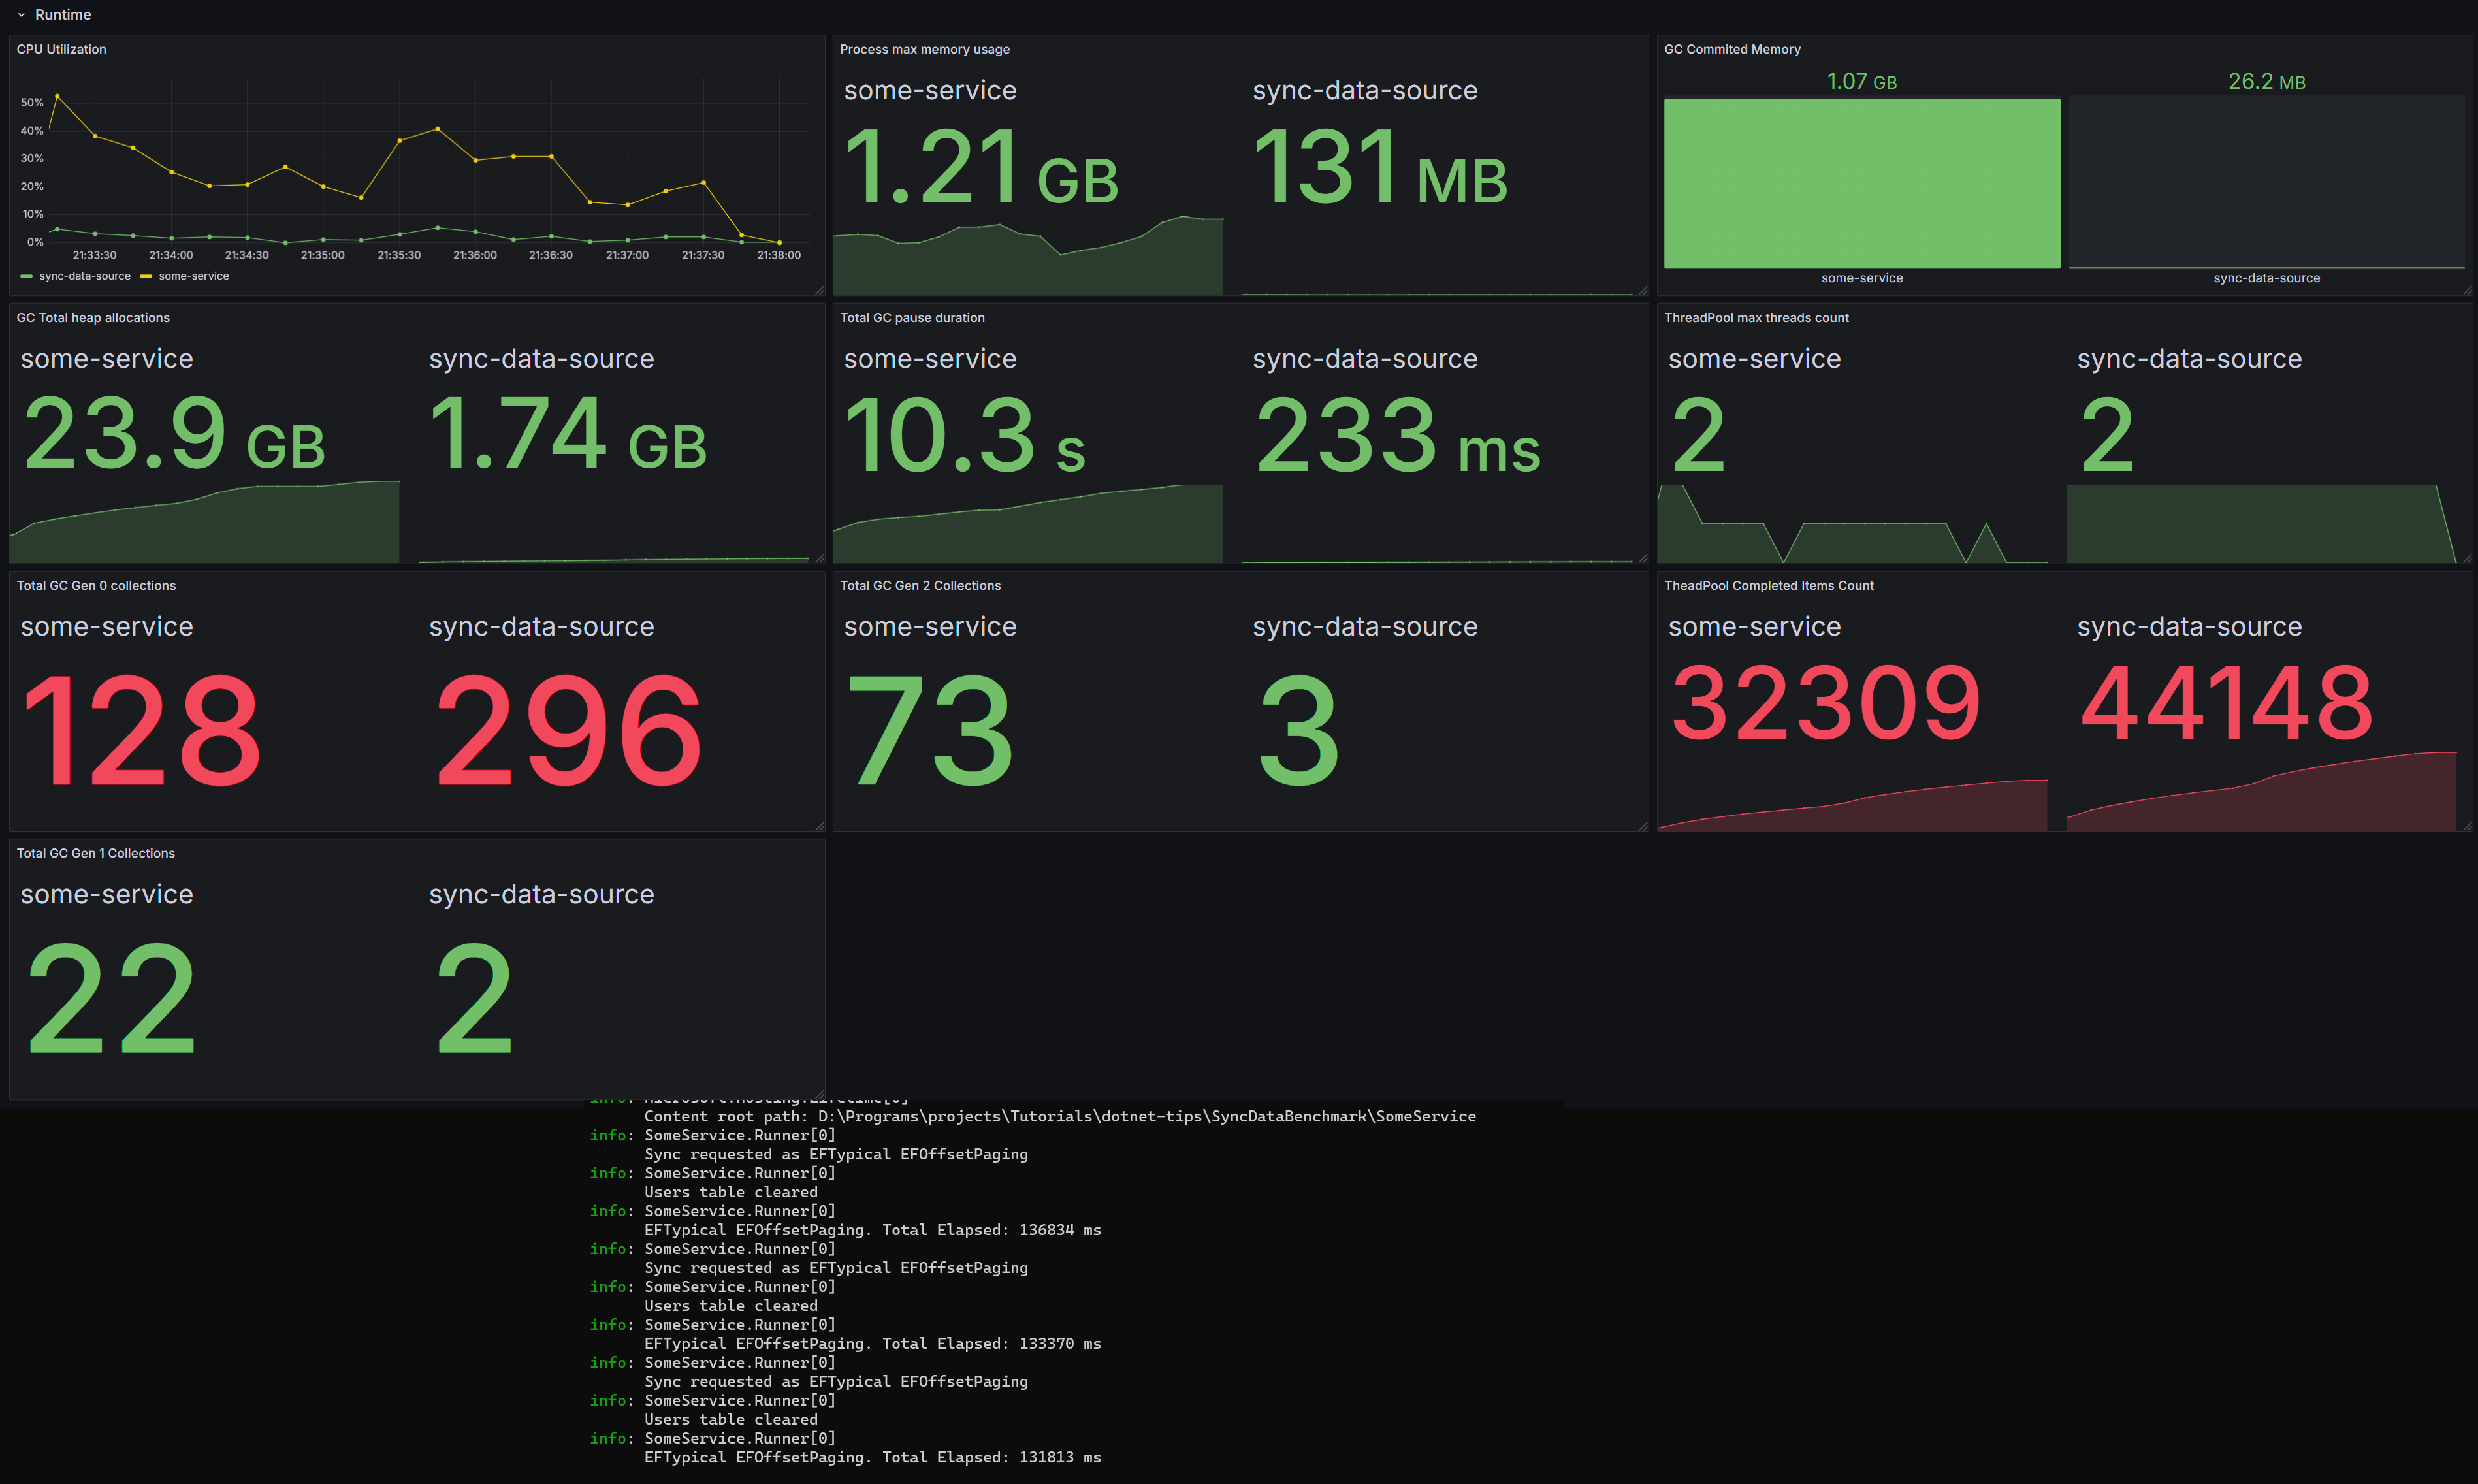 Runtime
CPU Utilization
50%
40%
30%
20%
10%
0%
21:33:30 21:34:00 21:34:30 21:35:00 21:35:30 21:36:00 21:36:30 21:37:00 21:37:30 21:38:00
sync-data-source some-service
Process max memory usage
some-service sync-data-source
1.21 GB 131 MB
GC Commited Memory
1.07 GB 26.2 MB
some-service sync-data-source
GC Total heap allocations
some-service sync-data-source
23.9 GB 1.74 GB
Total GC pause duration
some-service sync-data-source
10.3 s 233 ms
ThreadPool max threads count
some-service sync-data-source
2 2
Total GC Gen 0 collections
some-service sync-data-source
128 296
Total GC Gen 2 Collections
some-service sync-data-source
73 3
TheadPool Completed Items Count
some-service sync-data-source
32309 44148
Total GC Gen 1 Collections
some-service sync-data-source
22 2
info: Microsoft.Hosting.Lifetime[0]
Content root path: D:\Programs\projects\Tutorials\dotnet-tips\SyncDataBenchmark\SomeService
info: SomeService.Runner[0]
Sync requested as EFTypical EFOffsetPaging
info: SomeService.Runner[0]
Users table cleared
info: SomeService.Runner[0]
EFTypical EFOffsetPaging. Total Elapsed: 136834 ms
info: SomeService.Runner[0]
Sync requested as EFTypical EFOffsetPaging
info: SomeService.Runner[0]
Users table cleared
info: SomeService.Runner[0]
EFTypical EFOffsetPaging. Total Elapsed: 133370 ms
info: SomeService.Runner[0]
Sync requested as EFTypical EFOffsetPaging
info: SomeService.Runner[0]
Users table cleared
info: SomeService.Runner[0]
EFTypical EFOffsetPaging. Total Elapsed: 131813 ms